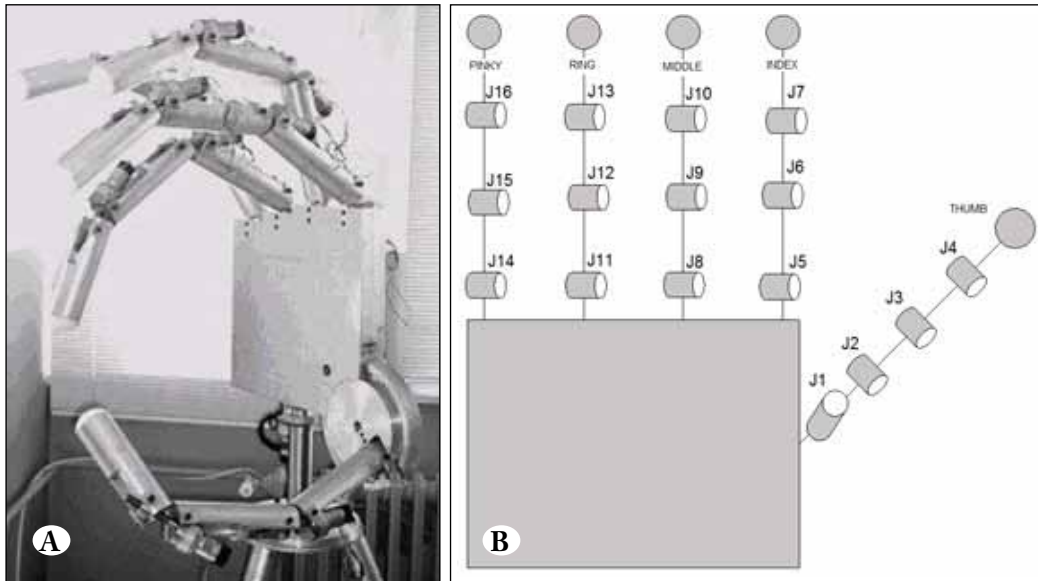 A
PINKY RING MIDDLE INDEX
J16 J13 J10 J7
J15 J12 J9 J6
THUMB
J14 J11 J8 J5
J4
J3
J2
J1
B